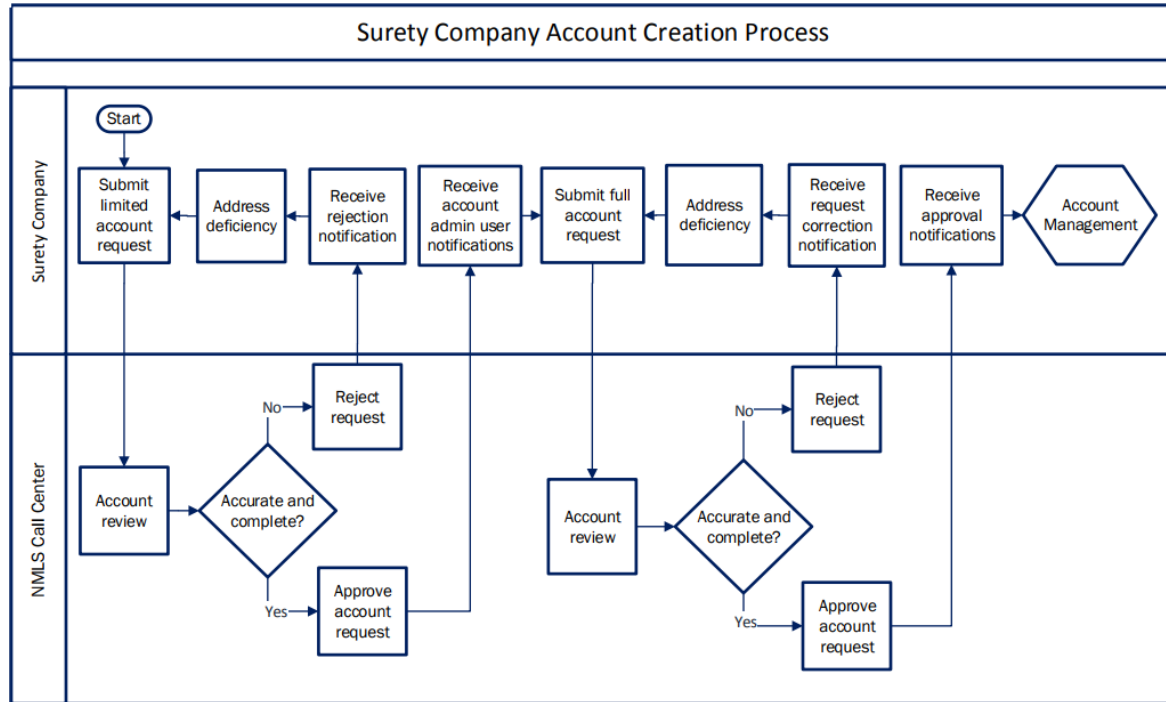 Surety Company Account Creation Process
Surety Company
Start
Submit
limited
account
request
Address
deficiency
Receive
rejection
notification
Receive
account
admin user
notifications
Submit full
account
request
Address
deficiency
Receive
request
correction
notification
Receive
approval
notifications
Account
Management
NMLS Call Center
Account
review
Accurate and
complete?
No
Reject
request
Yes
Approve
account
request
Account
review
Accurate and
complete?
No
Reject
request
Yes
Approve
account
request